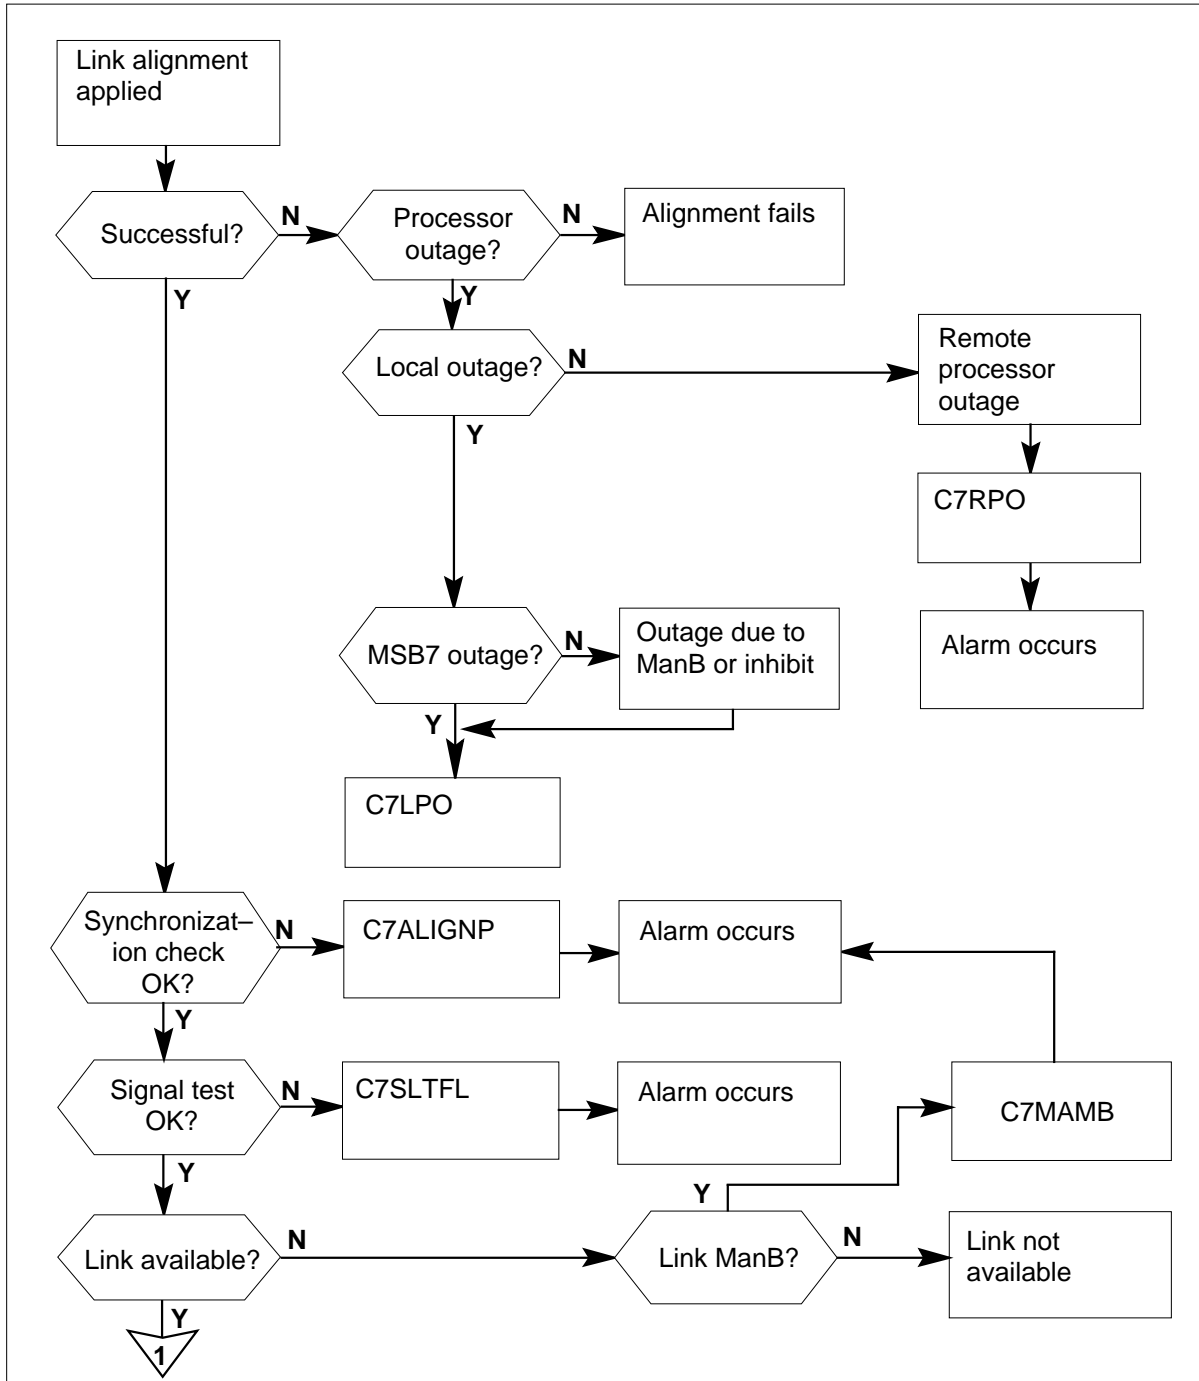 Link alignment
applied
Successful?
N
Processor
outage?
N
Alignment fails
Y
Y
Local outage?
N
Remote
processor
outage
Y
C7RPO
Alarm occurs
MSB7 outage?
N
Outage due to
ManB or inhibit
Y
C7LPO
Synchronizat–
ion check
OK?
N
C7ALIGNP
Alarm occurs
Y
Signal test
OK?
N
C7SLTFL
Alarm occurs
C7MAMB
Y
Y
Link available?
N
Link ManB?
N
Link not
available
Y
1